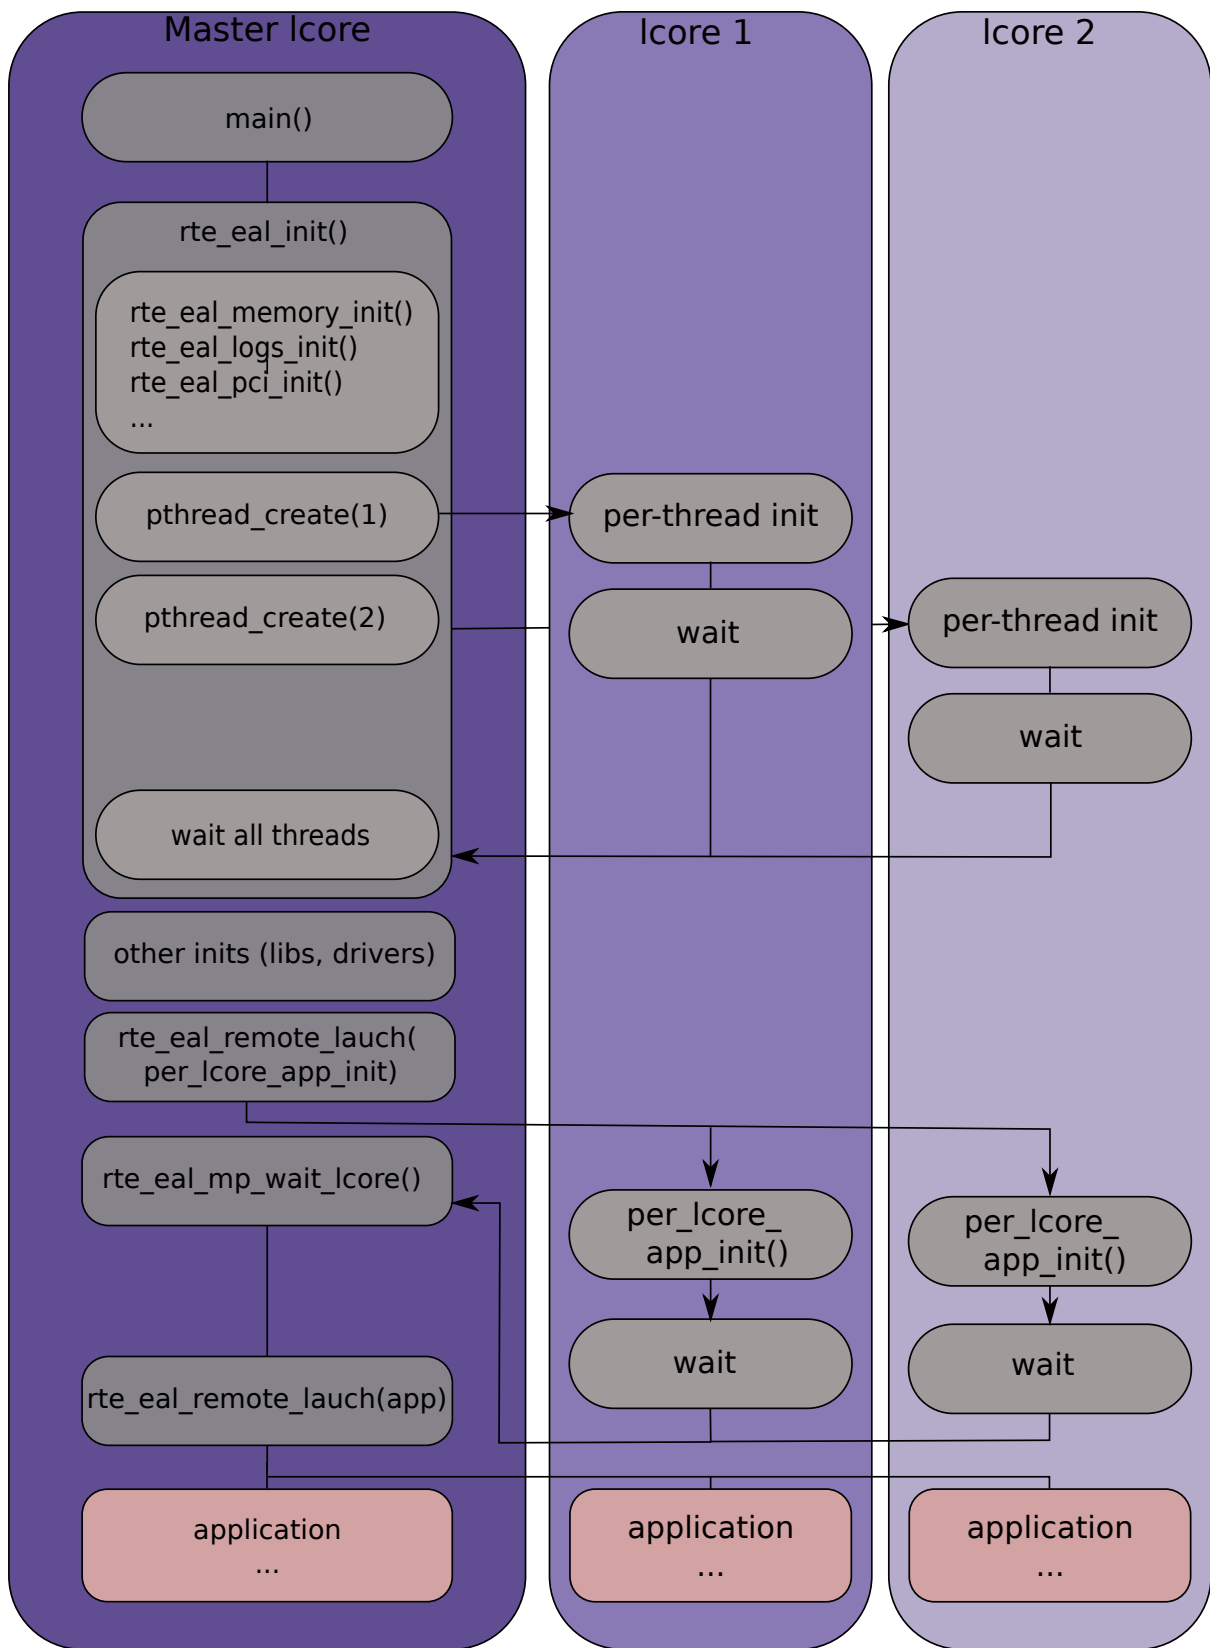 Master lcore
main()
rte_eal_init()
rte_eal_memory_init()
rte_eal_logs_init()
rte_eal_pci_init()
...
pthread_create(1)
pthread_create(2)
wait all threads
other inits (libs, drivers)
rte_eal_remote_lauch(
per_lcore_app_init)
rte_eal_mp_wait_lcore()
rte_eal_remote_lauch(app)
application
...
lcore 1
per-thread init
wait
per_lcore_
app_init()
wait
application
...
lcore 2
per-thread init
wait
per_lcore_
app_init()
wait
application
...